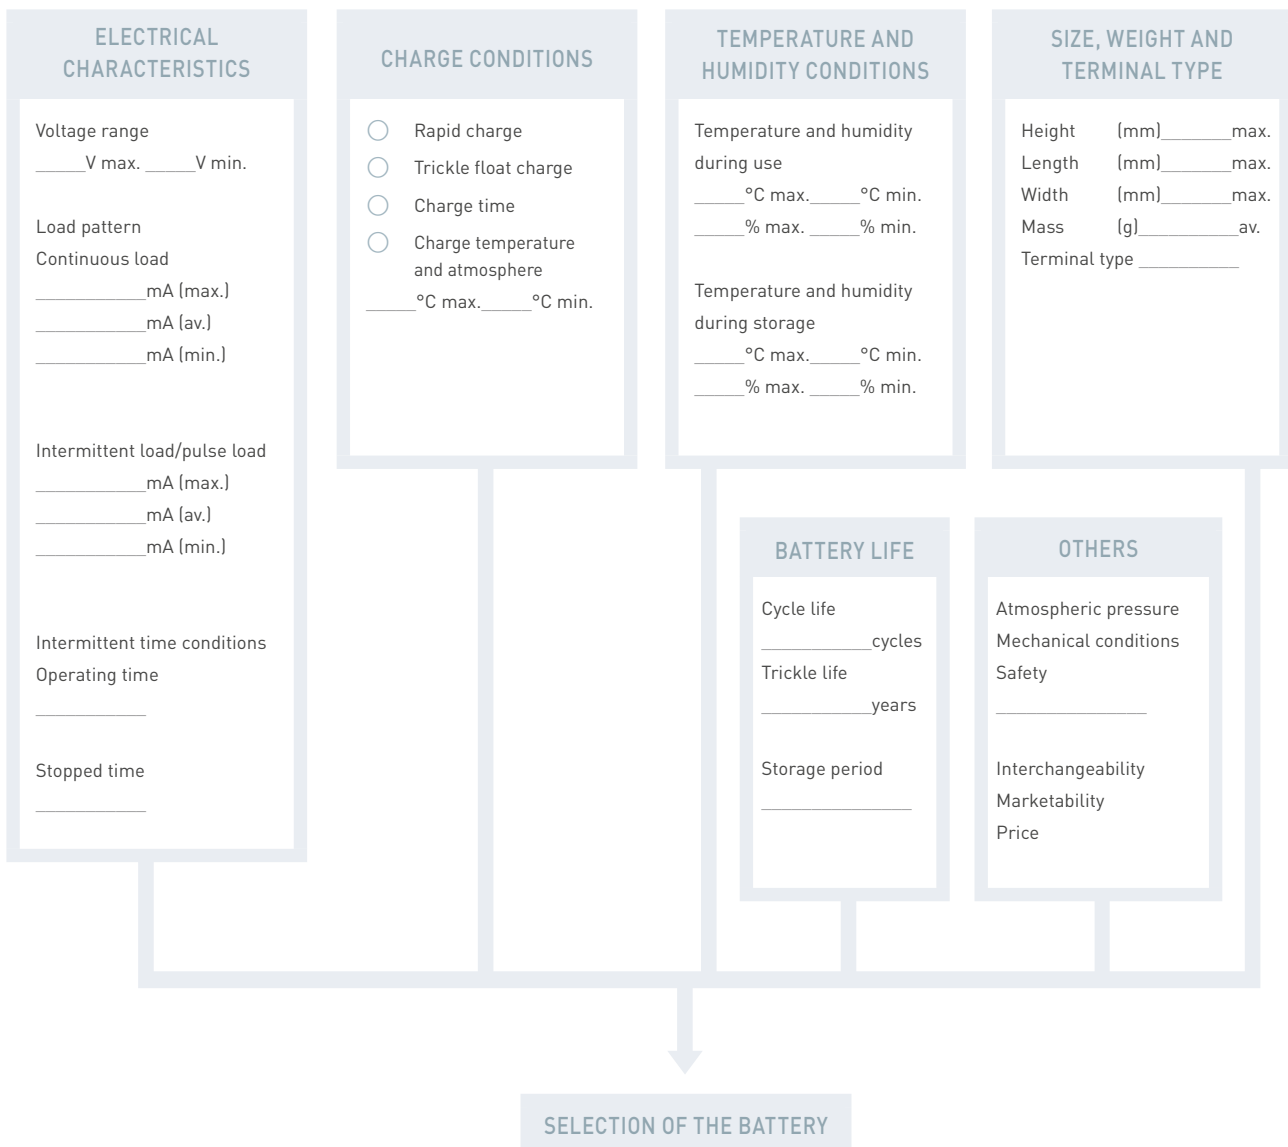 ELECTRICAL
CHARACTERISTICS
Voltage range
_____V max. _____V min.
Load pattern
Continuous load
___________mA (max.)
___________mA (av.)
___________mA (min.)
Intermittent load/pulse load
___________mA (max.)
___________mA (av.)
___________mA (min.)
Intermittent time conditions
Operating time
___________
Stopped time
___________
CHARGE CONDITIONS
Rapid charge
Trickle float charge
Charge time
Charge temperature
and atmosphere
_____°C max._____°C min.
TEMPERATURE AND
HUMIDITY CONDITIONS
Temperature and humidity
during use
_____°C max._____°C min.
_____% max. _____% min.
Temperature and humidity
during storage
_____°C max._____°C min.
_____% max. _____% min.
SIZE, WEIGHT AND
TERMINAL TYPE
Height (mm)_______max.
Length (mm)_______max.
Width (mm)_______max.
Mass (g)__________av.
Terminal type __________
BATTERY LIFE
Cycle life
___________cycles
Trickle life
___________years
Storage period
_______________
OTHERS
Atmospheric pressure
Mechanical conditions
Safety
_______________
Interchangeability
Marketability
Price
SELECTION OF THE BATTERY